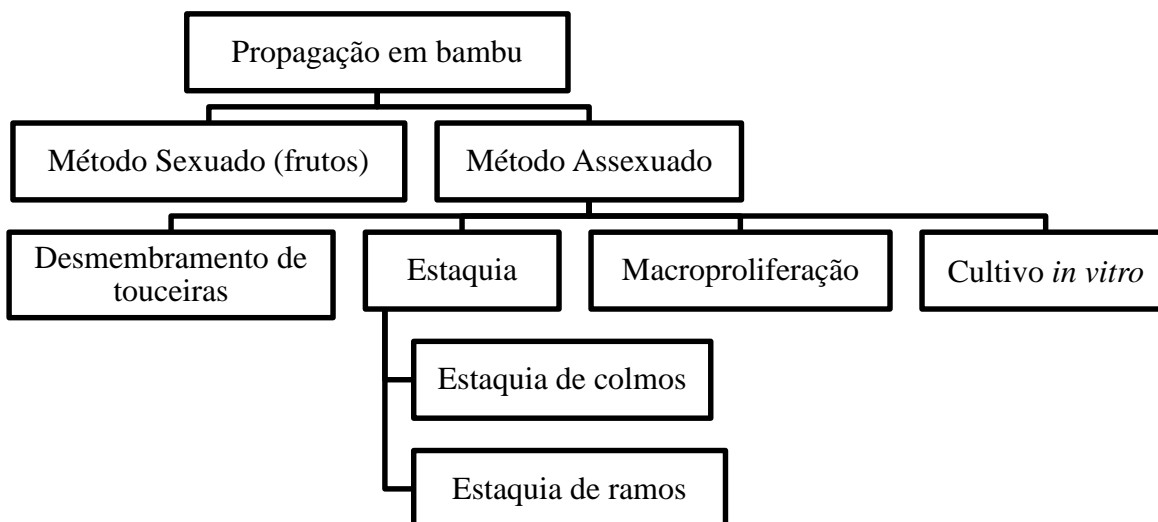 Propagação em bambu
Método Sexuado (frutos)
Método Assexuado
Desmembramento de
touceiras
Estaquia
Macroproliferação
Cultivo in vitro
Estaquia de colmos
Estaquia de ramos